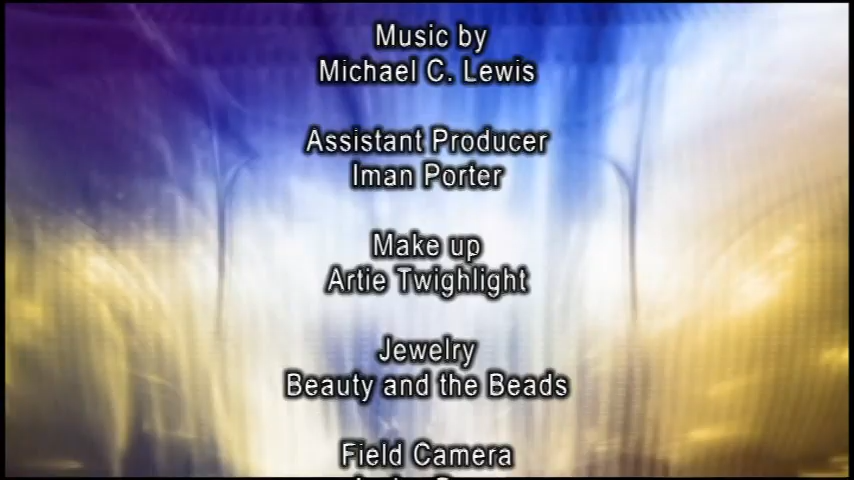 Music by
Michael C. Lewis
Assistant Producer
Iman Porter
Make up
Artie Twighlight
Jewelry
Beauty and the Beads
Field Camera